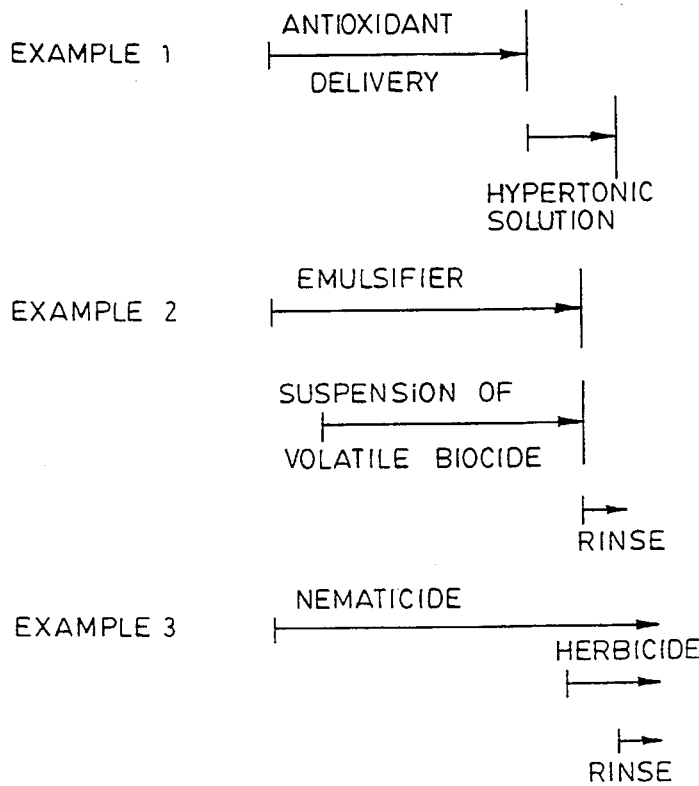 EXAMPLE 1
ANTIOXIDANT
DELIVERY
HYPERTONIC
SOLUTION
EXAMPLE 2
EMULSIFIER
SUSPENSiON OF
VOLATILE BIOCIDE
RINSE
EXAMPLE 3
NEMATICIDE
HERBICIDE
RINSE